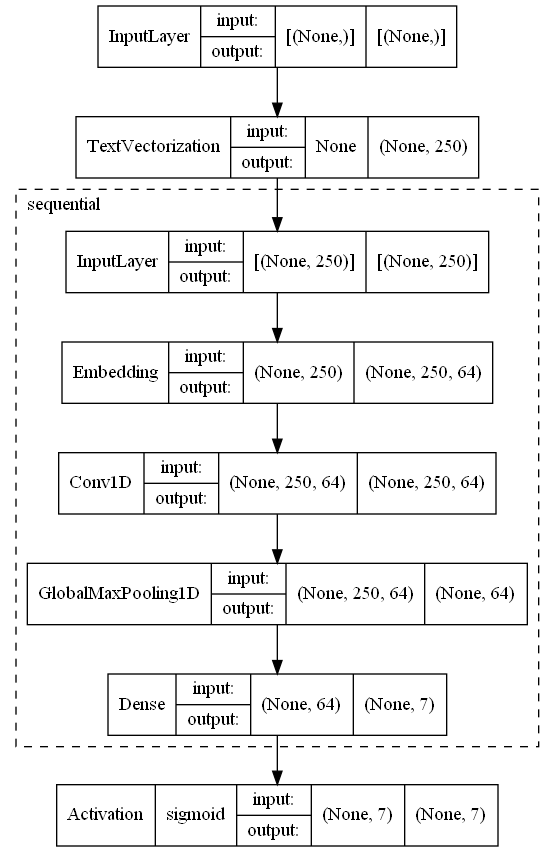 InputLayer input: output: [(None,)] [(None,)]
TextVectorization input: output: None (None, 250)
sequential
InputLayer input: output: [(None, 250)] [(None, 250)]
Embedding input: output: (None, 250) (None, 250, 64)
Conv1D input: output: (None, 250, 64) (None, 250, 64)
GlobalMaxPooling1D input: output: (None, 250, 64) (None, 64)
Dense input: output: (None, 64) (None, 7)
Activation sigmoid input: output: (None, 7) (None, 7)